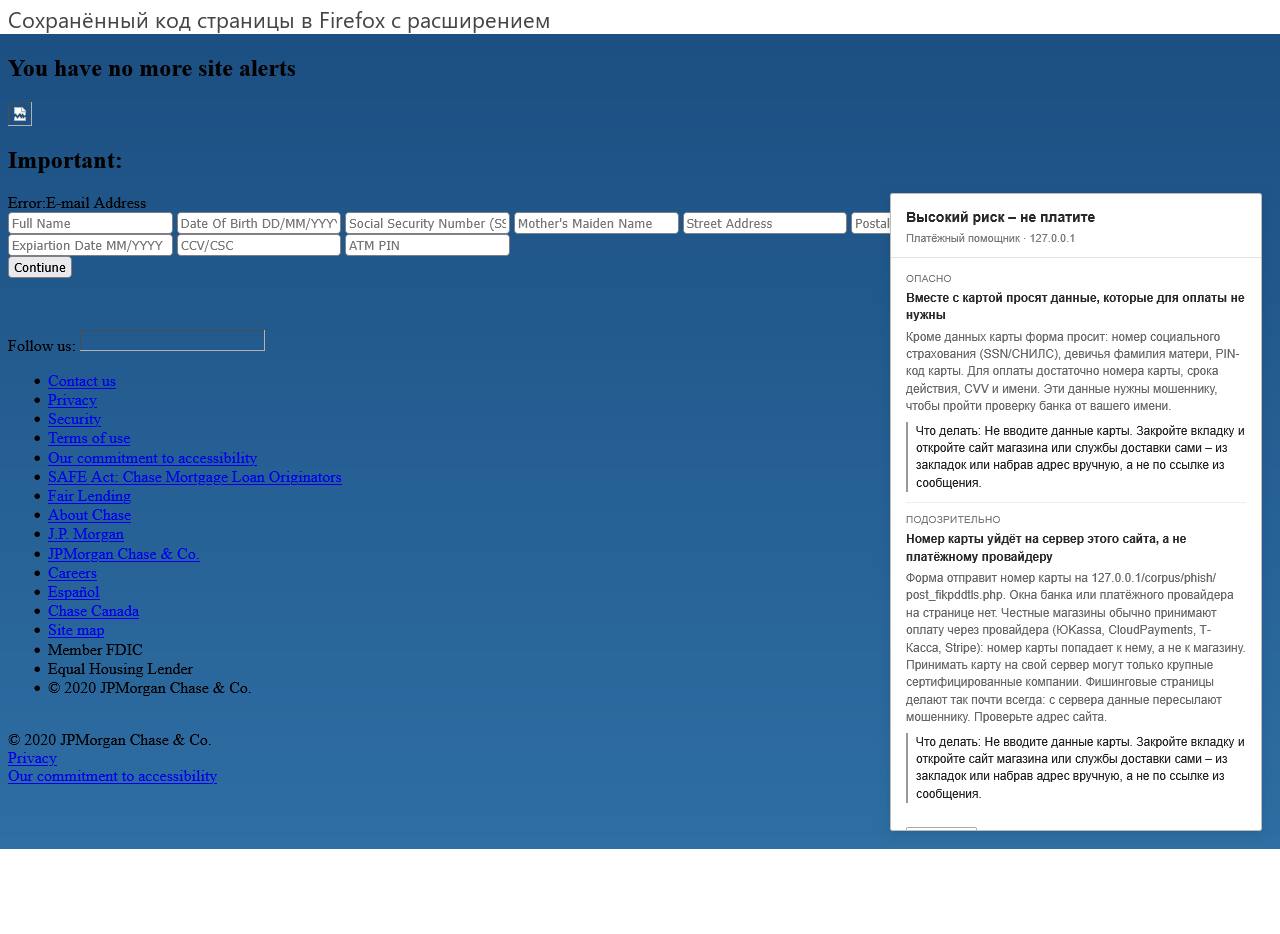 Сохранённый код страницы в Firefox с расширением
You have no more site alerts
Important:
Error:E-mail Address
Full Name Date Of Birth DD/MM/YYYY Social Security Number (SS Mother's Maiden Name Street Address Postal
Expiartion Date MM/YYYY CCV/CSC ATM PIN
Contiune
Follow us:
Contact us
Privacy
Security
Terms of use
Our commitment to accessibility
SAFE Act: Chase Mortgage Loan Originators
Fair Lending
About Chase
J.P. Morgan
JPMorgan Chase & Co.
Careers
Español
Chase Canada
Site map
Member FDIC
Equal Housing Lender
© 2020 JPMorgan Chase & Co.
© 2020 JPMorgan Chase & Co.
Privacy
Our commitment to accessibility
Высокий риск – не платите
Платёжный помощник · 127.0.0.1
ОПАСНО
Вместе с картой просят данные, которые для оплаты не
нужны
Кроме данных карты форма просит: номер социального
страхования (SSN/СНИЛС), девичья фамилия матери, PIN-
код карты. Для оплаты достаточно номера карты, срока
действия, CVV и имени. Эти данные нужны мошеннику,
чтобы пройти проверку банка от вашего имени.
Что делать: Не вводите данные карты. Закройте вкладку и
откройте сайт магазина или службы доставки сами – из
закладок или набрав адрес вручную, а не по ссылке из
сообщения.
ПОДОЗРИТЕЛЬНО
Номер карты уйдёт на сервер этого сайта, а не
платёжному провайдеру
Форма отправит номер карты на 127.0.0.1/corpus/phish/
post_fikpddtls.php. Окна банка или платёжного провайдера
на странице нет. Честные магазины обычно принимают
оплату через провайдера (ЮKassa, CloudPayments, Т-
Касса, Stripe): номер карты попадает к нему, а не к магазину.
Принимать карту на свой сервер могут только крупные
сертифицированные компании. Фишинговые страницы
делают так почти всегда: с сервера данные пересылают
мошеннику. Проверьте адрес сайта.
Что делать: Не вводите данные карты. Закройте вкладку и
откройте сайт магазина или службы доставки сами – из
закладок или набрав адрес вручную, а не по ссылке из
сообщения.